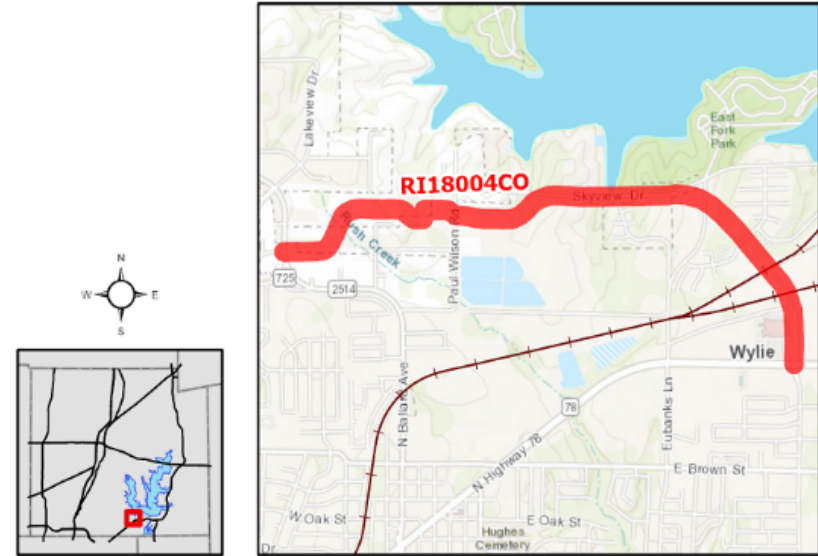 Lakeview Dr
East
Fork
Park
RI18004CO
Skyview Dr
Rush Creek
Paul Wilson Rd
725
2514
N
W
E
S
Wylie
N Ballard Ave
78
Eubanks Ln
N Highway 78
E Brown St
W Oak St
E Oak St
Hughes
Cemetery
Dr